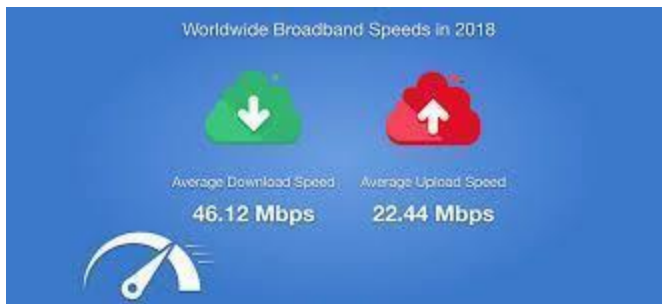 Worldwide Broadband Speeds in 2018
Average Download Speed
Average Upload Speed
46.12 Mbps
22.44 Mbps